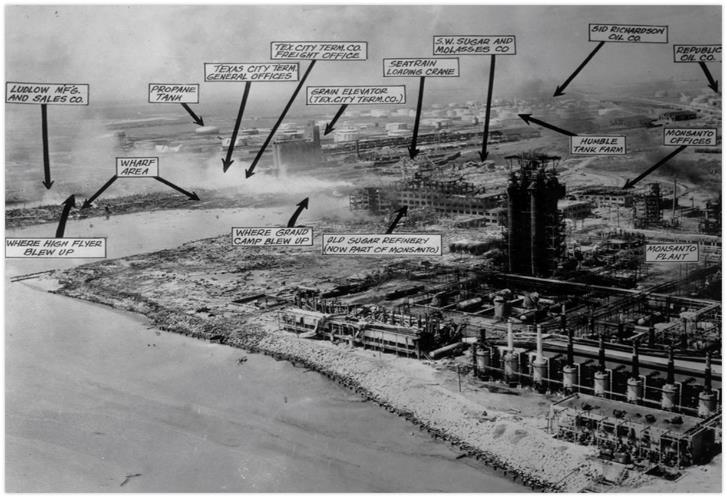 SID RICHARDSON
OIL CO.
TEX. CITY TERM. CO.
FREIGHT OFFICE
S.W. SUGAR AND
MOLASSES CO
REPUBLIC
OIL CO.
TEXAS CITY TERM.
GENERAL OFFICES
SEATRAIN
LOADING CRANE
LUDLOW MF'G.
AND SALES CO.
PROPANE
TANK
GRAIN ELEVATOR
(TEX. CITY TERM. CO.)
HUMBLE
TANK FARM
MONSANTO
OFFICES
WHARF
AREA
WHERE HIGH FLYER
BLEW UP
WHERE GRAND
CAMP BLEW UP
OLD SUGAR REFINERY
(NOW PART OF MONSANTO)
MONSANTO
PLANT